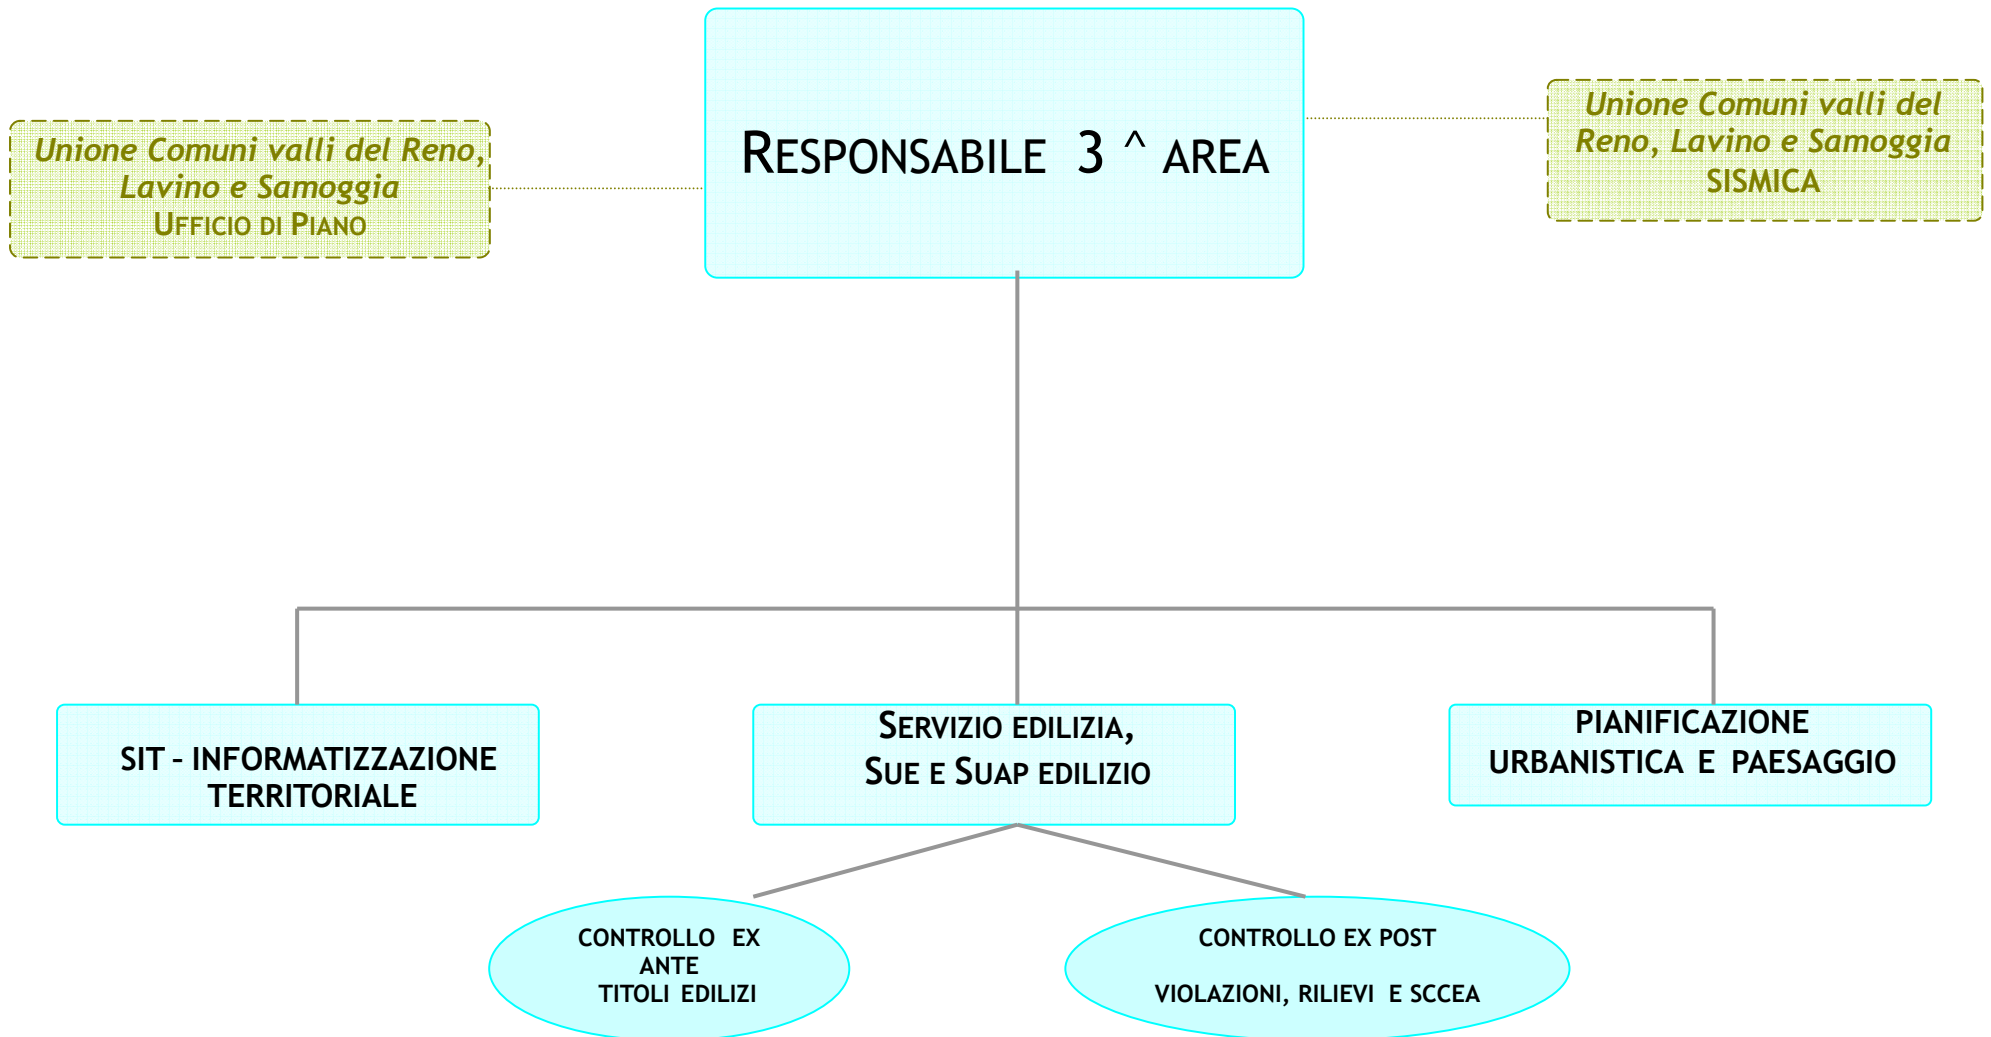 Unione Comuni valli del Reno,
Lavino e Samoggia
UFFICIO DI PIANO
RESPONSABILE 3 ^ AREA
Unione Comuni valli del
Reno, Lavino e Samoggia
SISMICA
SIT - INFORMATIZZAZIONE
TERRITORIALE
SERVIZIO EDILIZIA,
SUE E SUAP EDILIZIO
PIANIFICAZIONE
URBANISTICA E PAESAGGIO
CONTROLLO EX
ANTE
TITOLI EDILIZI
CONTROLLO EX POST
VIOLAZIONI, RILIEVI E SCCEA